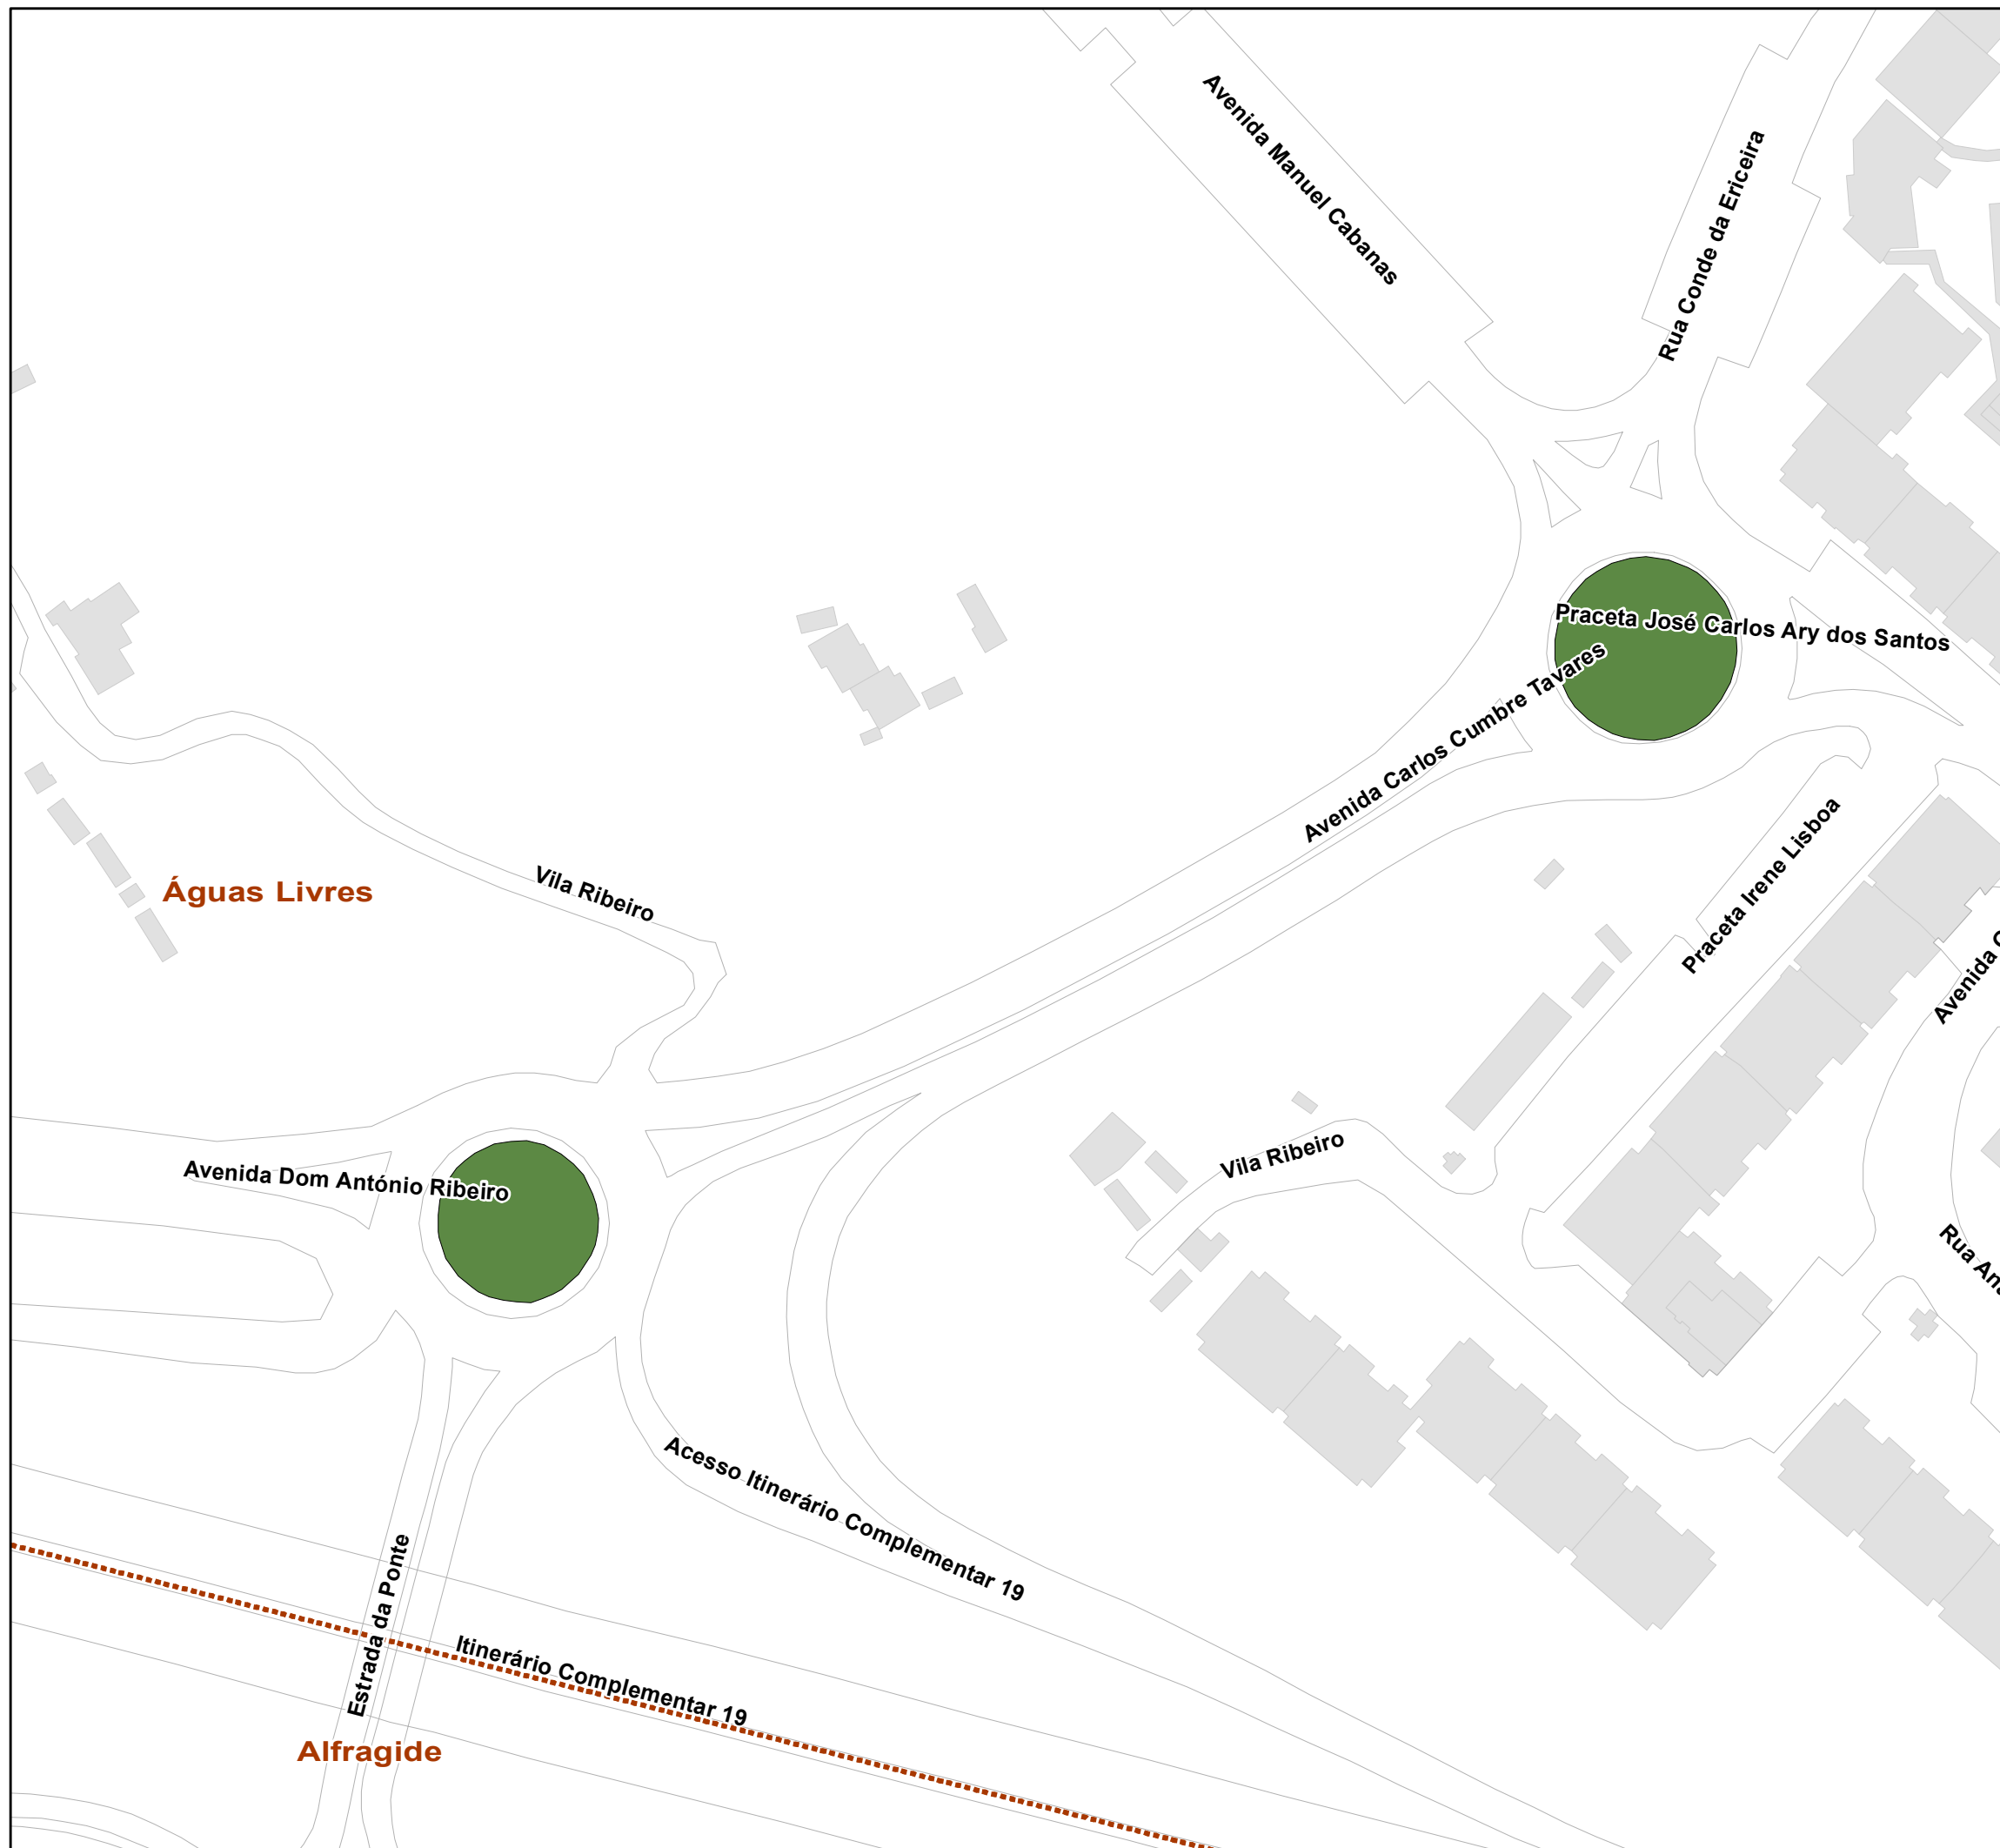 Avenida Manuel Cabanas
Rua Conde da Ericeira
Praceta José Carlos Ary dos Santos
Avenida Carlos Cumbre Tavares
Praceta Irene Lisboa
Águas Livres
Vila Ribeiro
Avenida
Vila Ribeiro
Avenida Dom António Ribeiro
Rua
Acesso Itinerário Complementar 19
Estrada da Ponte
Itinerário Complementar 19
Alfragide